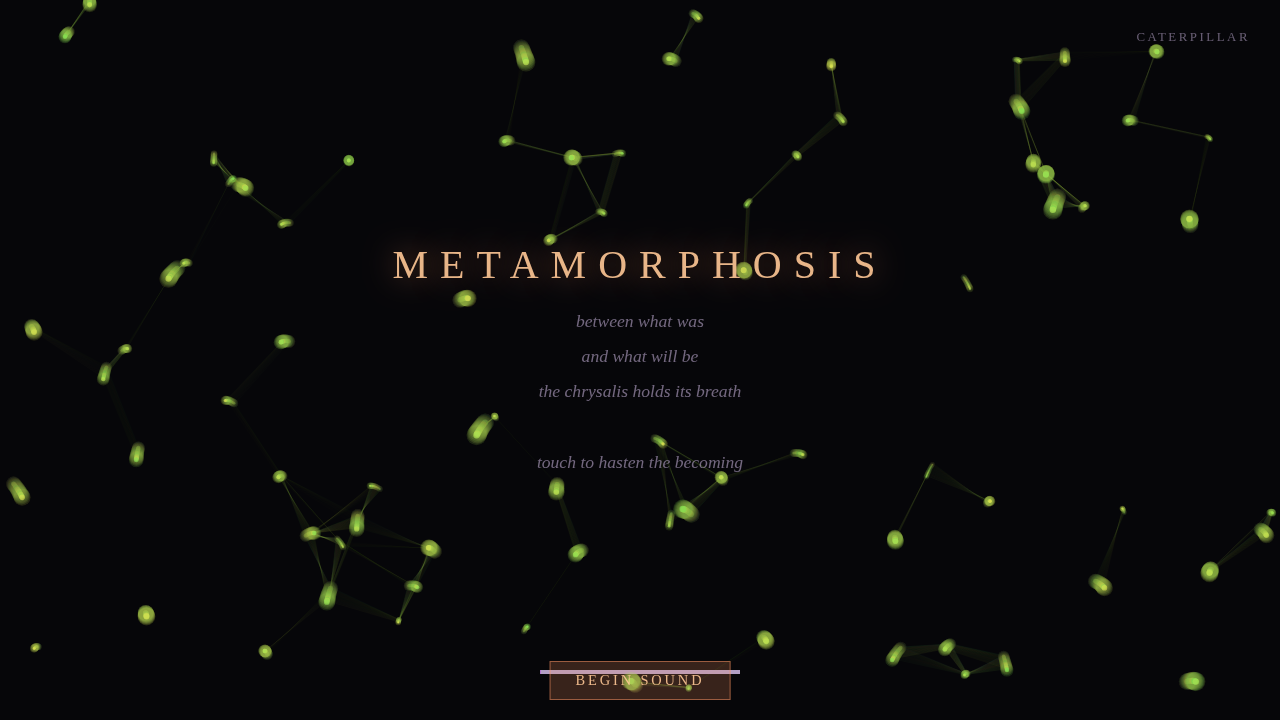 CATERPILLAR
METAMORPHOSIS
between what was
and what will be
the chrysalis holds its breath
touch to hasten the becoming
BEGIN SOUND